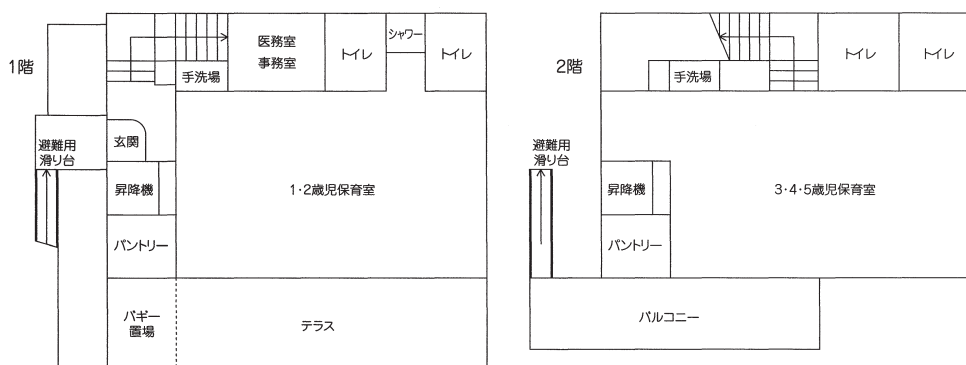 1階
医務室
事務室
トイレ
シャワー
トイレ
手洗場
避難用
滑り台
玄関
昇降機
1・2歳児保育室
パントリー
バギー
置場
テラス
2階
手洗場
トイレ
トイレ
避難用
滑り台
昇降機
3・4・5歳児保育室
パントリー
バルコニー